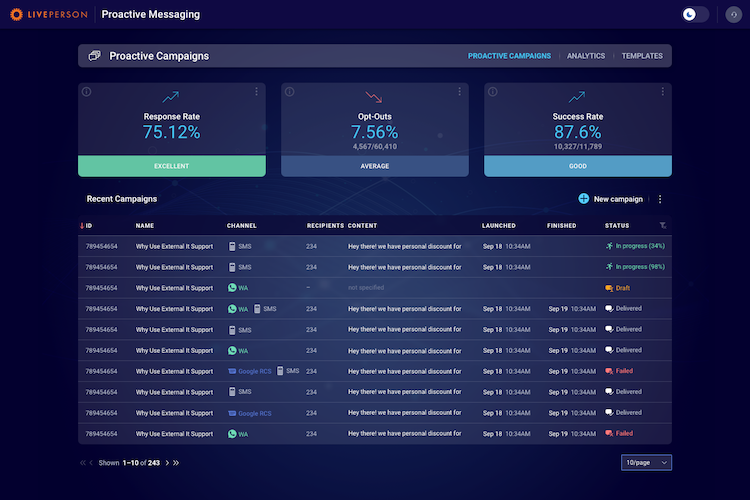 LIVEPERSON Proactive Messaging
Proactive Campaigns PROACTIVE CAMPAIGNS ANALYTICS TEMPLATES
Response Rate
75.12%
EXCELLENT
Opt-Outs
7.56%
4,567/60,410
AVERAGE
Success Rate
87.6%
10,327/11,789
GOOD
Recent Campaigns New campaign
ID NAME CHANNEL RECIPIENTS CONTENT LAUNCHED FINISHED STATUS
789454654 Why Use External It Support SMS 234 Hey there! we have personal discount for Sep 18 10:34AM In progress (34%)
789454654 Why Use External It Support SMS 234 Hey there! we have personal discount for Sep 18 10:34AM In progress (98%)
789454654 Why Use External It Support WA – not specified Draft
789454654 Why Use External It Support WA SMS 234 Hey there! we have personal discount for Sep 18 10:34AM Sep 19 10:34AM Delivered
789454654 Why Use External It Support SMS 234 Hey there! we have personal discount for Sep 18 10:34AM Sep 19 10:34AM Delivered
789454654 Why Use External It Support WA 234 Hey there! we have personal discount for Sep 18 10:34AM Sep 19 10:34AM Delivered
789454654 Why Use External It Support Google RCS SMS 234 Hey there! we have personal discount for Sep 18 10:34AM Sep 19 10:34AM Failed
789454654 Why Use External It Support SMS 234 Hey there! we have personal discount for Sep 18 10:34AM Sep 19 10:34AM Delivered
789454654 Why Use External It Support Google RCS 234 Hey there! we have personal discount for Sep 18 10:34AM Sep 19 10:34AM Delivered
789454654 Why Use External It Support WA 234 Hey there! we have personal discount for Sep 18 10:34AM Sep 19 10:34AM Failed
Shown 1–10 of 243 10/page